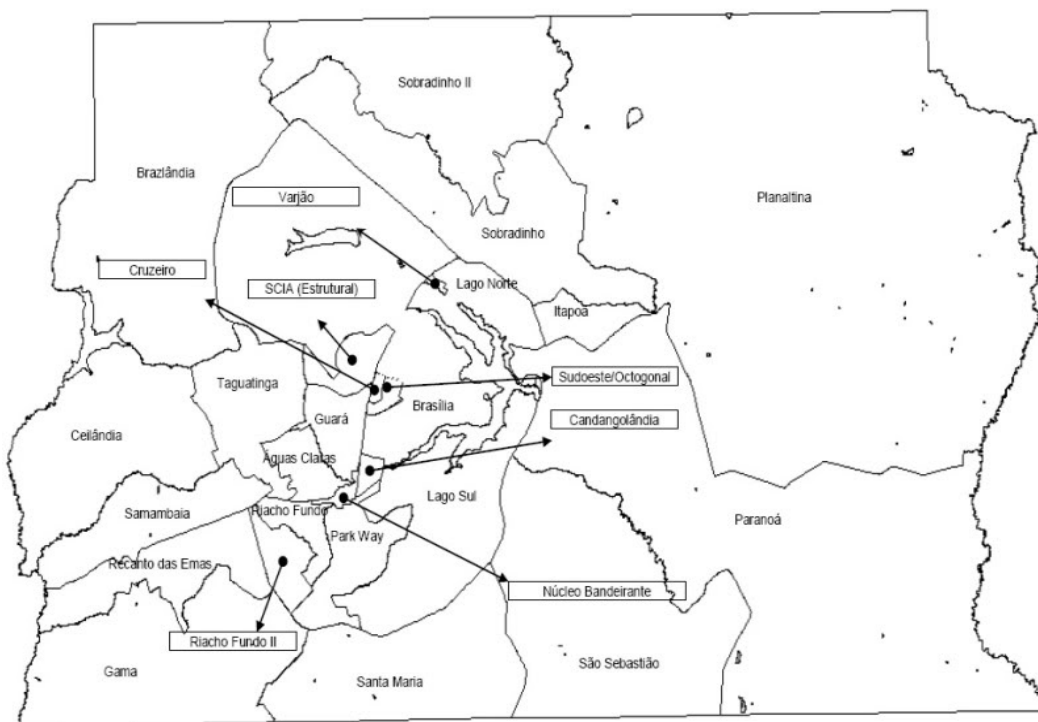 Sobradinho II
Brazlândia
Varjão
Planaltina
Sobradinho
Cruzeiro
SCIA (Estrutural)
Lago Norte
Itapoã
Taguatinga
Sudoeste/Octogonal
Guará
Brasília
Candangolândia
Ceilândia
Águas Claras
Lago Sul
Samambaia
Riacho Fundo
Paranoá
Park Way
Recanto das Emas
Núcleo Bandeirante
Riacho Fundo II
Gama
São Sebastião
Santa Maria